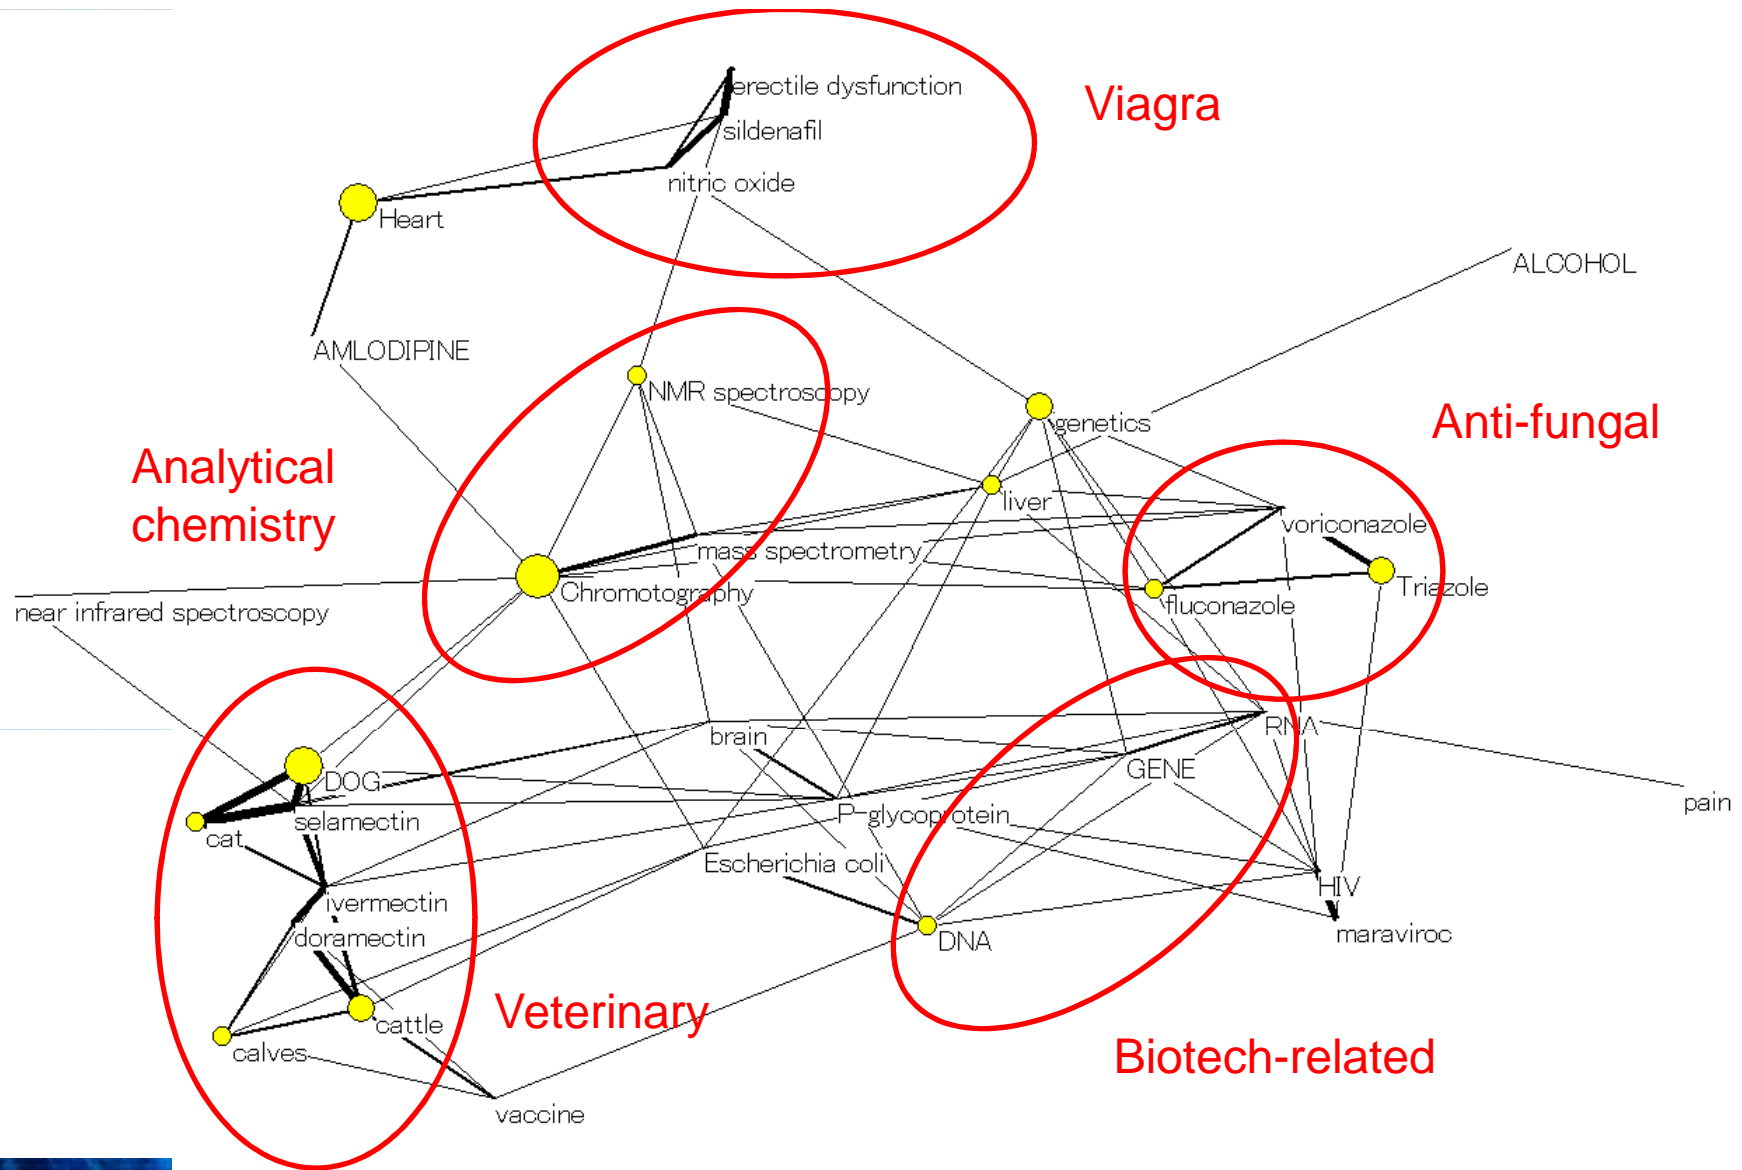 erectile dysfunction
Viagra
sildenafil
nitric oxide
Heart
ALCOHOL
AMLODIPINE
NMR spectroscopy
genetics
Anti-fungal
Analytical
chemistry
liver
voriconazole
mass spectrometry
Chromotography
Triazole
fluconazole
near infrared spectroscopy
RNA
brain
GENE
DOG
pain
selamectin
P-glycoprotein
cat
Escherichia coli
HIV
ivermectin
maraviroc
doramectin
DNA
Veterinary
cattle
calves
Biotech-related
vaccine